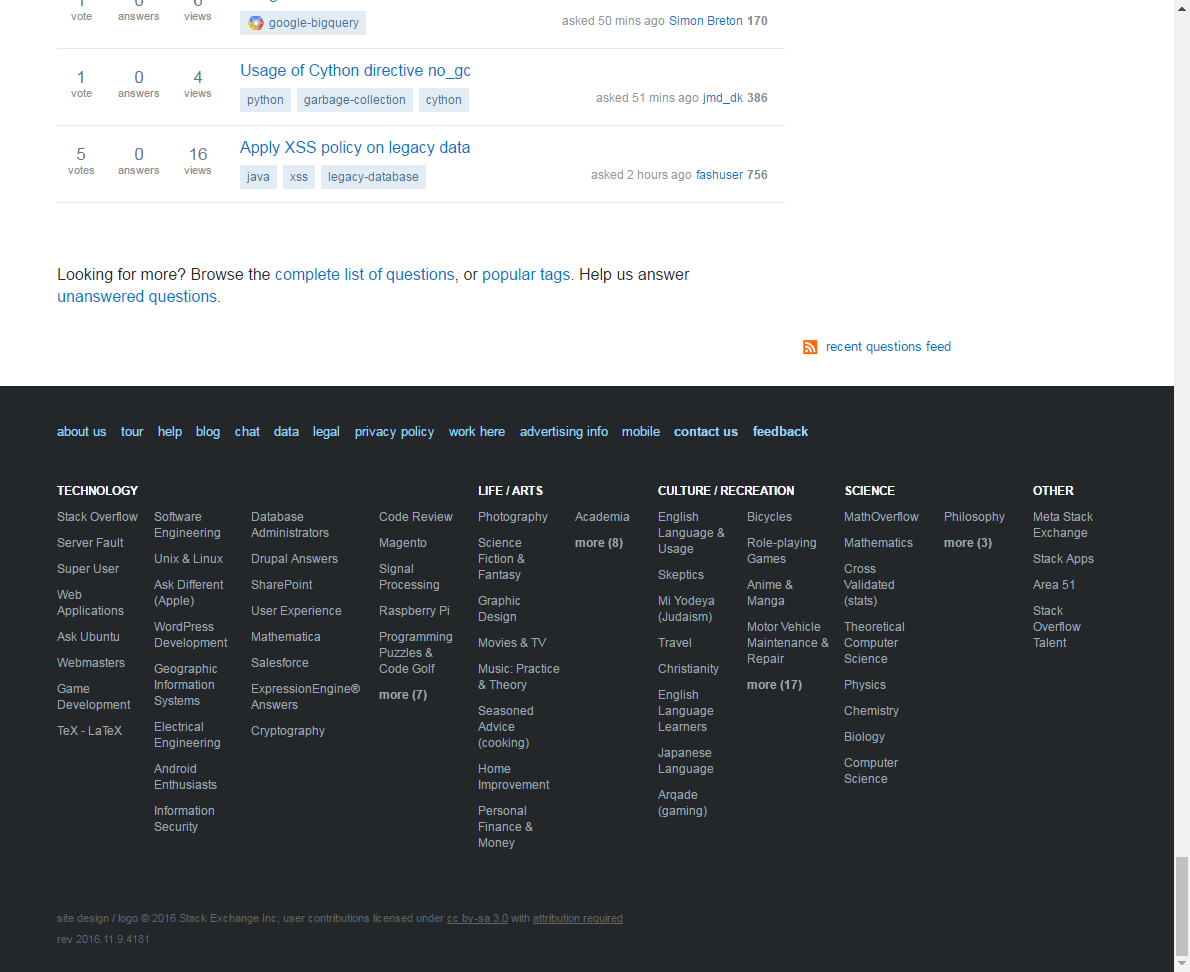 vote answers views
google-bigquery asked 50 mins ago Simon Breton 170
1 0 4 Usage of Cython directive no_gc
vote answers views
python garbage-collection cython asked 51 mins ago jmd_dk 386
5 0 16 Apply XSS policy on legacy data
votes answers views
java xss legacy-database asked 2 hours ago fashuser 756
Looking for more? Browse the complete list of questions, or popular tags. Help us answer
unanswered questions.
recent questions feed
about us tour help blog chat data legal privacy policy work here advertising info mobile contact us feedback
TECHNOLOGY
Stack Overflow
Server Fault
Super User
Web
Applications
Ask Ubuntu
Webmasters
Game
Development
TeX - LaTeX
Software
Engineering
Unix & Linux
Ask Different
(Apple)
WordPress
Development
Geographic
Information
Systems
Electrical
Engineering
Android
Enthusiasts
Information
Security
Database
Administrators
Drupal Answers
SharePoint
User Experience
Mathematica
Salesforce
ExpressionEngine®
Answers
Cryptography
Code Review
Magento
Signal
Processing
Raspberry Pi
Programming
Puzzles &
Code Golf
more (7)
LIFE / ARTS
Photography
Science
Fiction &
Fantasy
Graphic
Design
Movies & TV
Music: Practice
& Theory
Seasoned
Advice
(cooking)
Home
Improvement
Personal
Finance &
Money
Academia
more (8)
CULTURE / RECREATION
English
Language &
Usage
Skeptics
Mi Yodeya
(Judaism)
Travel
Christianity
English
Language
Learners
Japanese
Language
Arqade
(gaming)
Bicycles
Role-playing
Games
Anime &
Manga
Motor Vehicle
Maintenance &
Repair
more (17)
SCIENCE
MathOverflow
Mathematics
Cross
Validated
(stats)
Theoretical
Computer
Science
Physics
Chemistry
Biology
Computer
Science
Philosophy
more (3)
OTHER
Meta Stack
Exchange
Stack Apps
Area 51
Stack
Overflow
Talent
site design / logo © 2016 Stack Exchange Inc; user contributions licensed under cc by-sa 3.0 with attribution required
rev 2016.11.9.4181